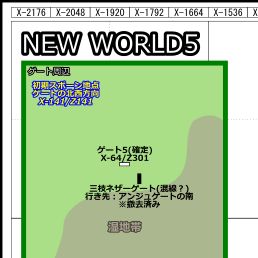 X-2176 X-2048 X-1920 X-1792 X-1664 X-1536
NEW WORLD5
ゲート周辺
初期スポーン地点
ゲートの北西方向
X-141/Z141
ゲート5(確定)
X-64/Z301
三枝ネザーゲート(混線？)
行き先：アンジュゲートの南
※撤去済み
湿地帯